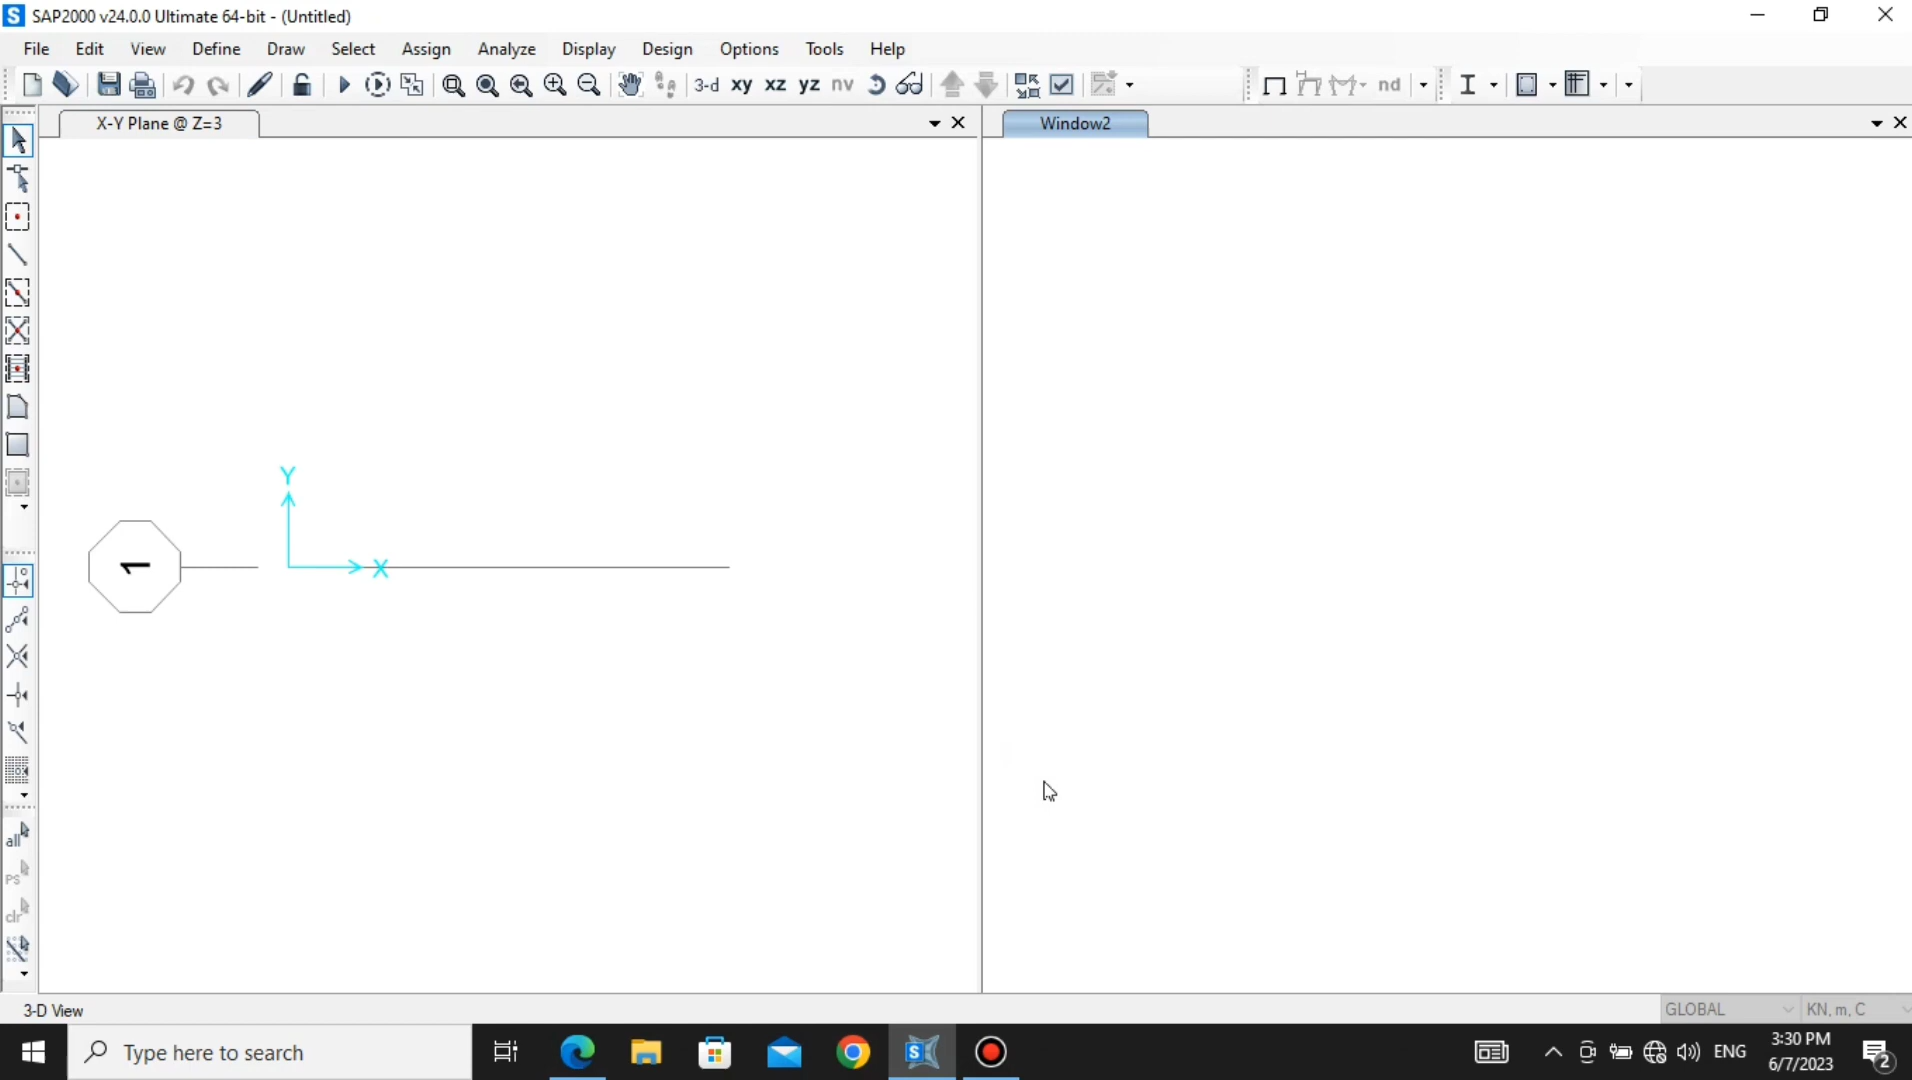 SAP2000 v24.0.0 Ultimate 64-bit - (Untitled)
File Edit View Define Draw Select Assign Analyze Display Design Options Tools Help
3-d xy xz yz nv nd
X-Y Plane @ Z=3
Window2
Y
1
X
all
PS
clr
3-D View
GLOBAL
KN, m, C
Type here to search
ENG
3:30 PM
6/7/2023
2